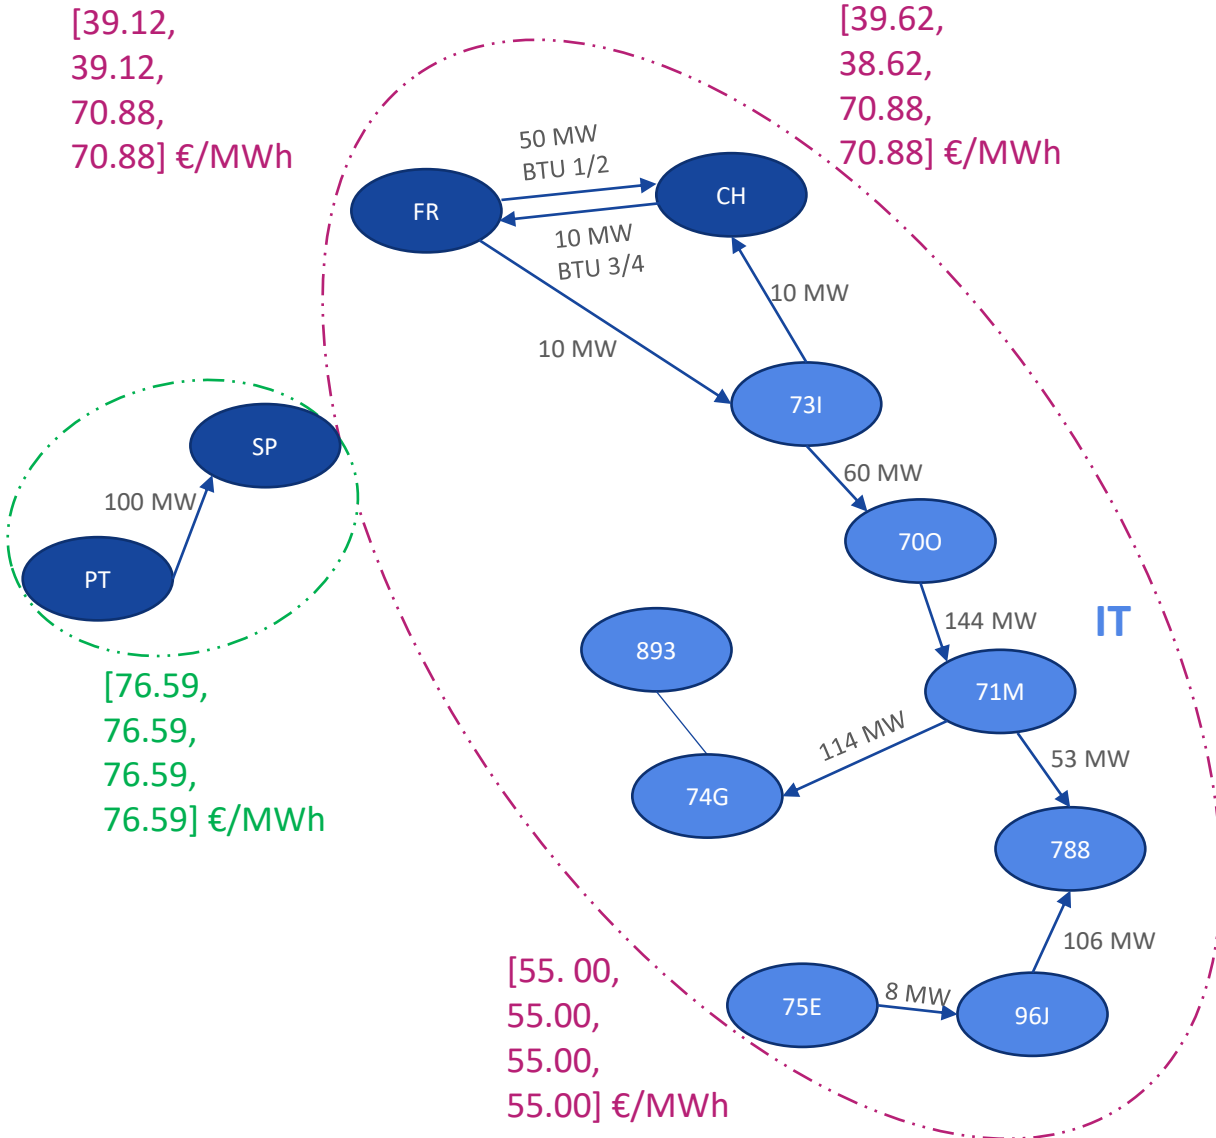 [39.12,
39.12,
70.88,
70.88] €/MWh
[39.62,
38.62,
70.88,
70.88] €/MWh
50 MW
BTU 1/2
FR
CH
10 MW
BTU 3/4
10 MW
10 MW
73I
SP
60 MW
100 MW
70O
PT
144 MW
IT
893
71M
[76.59,
76.59,
76.59,
76.59] €/MWh
114 MW
53 MW
74G
788
106 MW
[55. 00,
55.00,
55.00,
55.00] €/MWh
75E
8 MW
96J